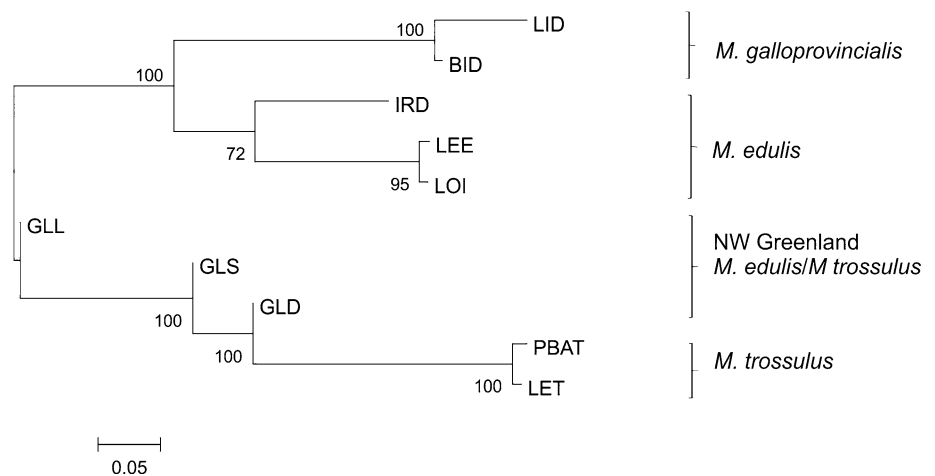 LID
100
M. galloprovincialis
BID
100
IRD
LEE
72
M. edulis
95
LOI
GLL
NW Greenland
GLS
M. edulis/M trossulus
GLD
100
PBAT
100
M. trossulus
100
LET
0.05